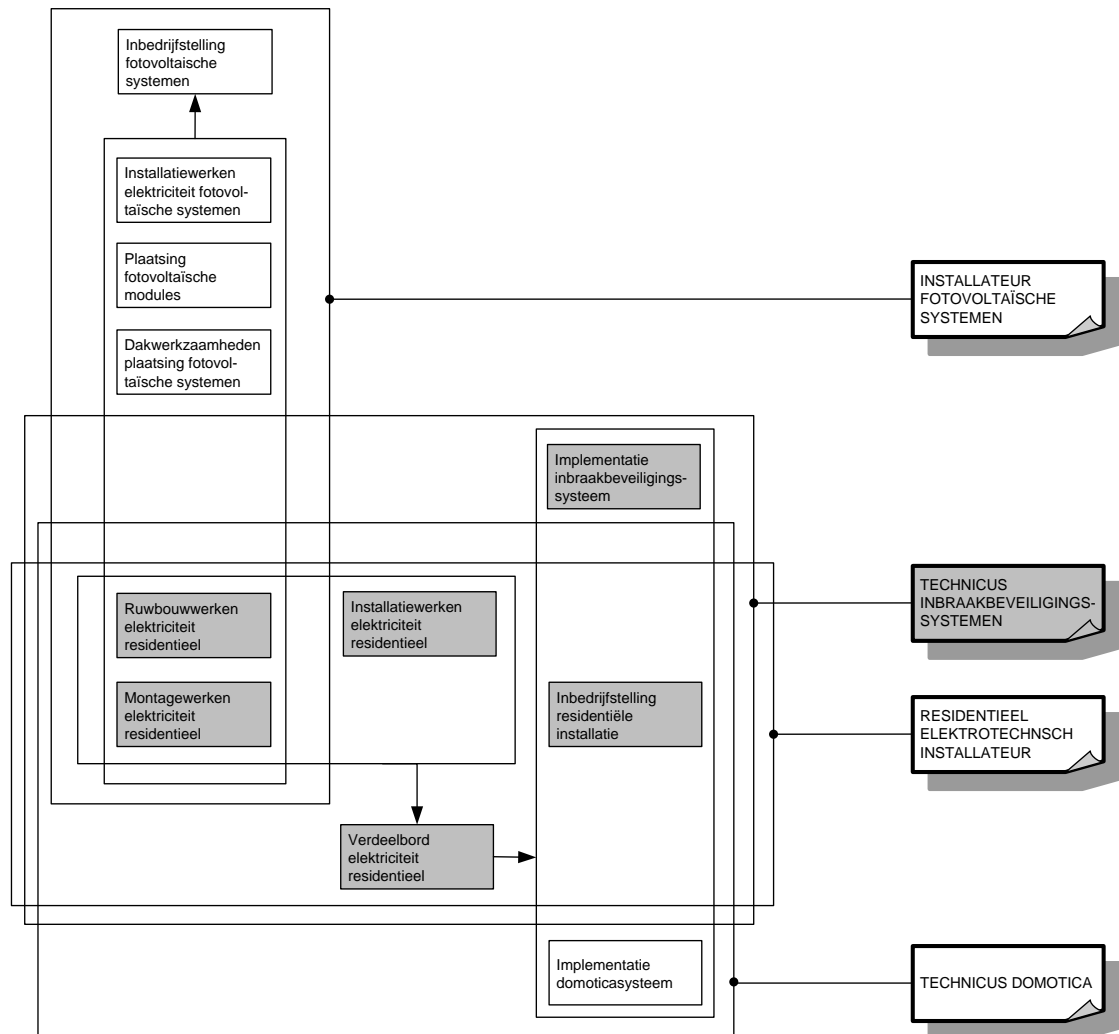 Inbedrijfstelling
fotovoltaische
systemen
Installatiewerken
elektriciteit fotovol-
taïsche systemen
Plaatsing
fotovoltaïsche
modules
INSTALLATEUR
FOTOVOLTAÏSCHE
SYSTEMEN
Dakwerkzaamheden
plaatsing fotovol-
taïsche systemen
Implementatie
inbraakbeveiligings-
systeem
Ruwbouwwerken
elektriciteit
residentieel
Installatiewerken
elektriciteit
residentieel
TECHNICUS
INBRAAKBEVEILIGINGS-
SYSTEMEN
Montagewerken
elektriciteit
residentieel
Inbedrijfstelling
residentiële
installatie
RESIDENTIEEL
ELEKTROTECHNSCH
INSTALLATEUR
Verdeelbord
elektriciteit
residentieel
Implementatie
domoticasysteem
TECHNICUS DOMOTICA